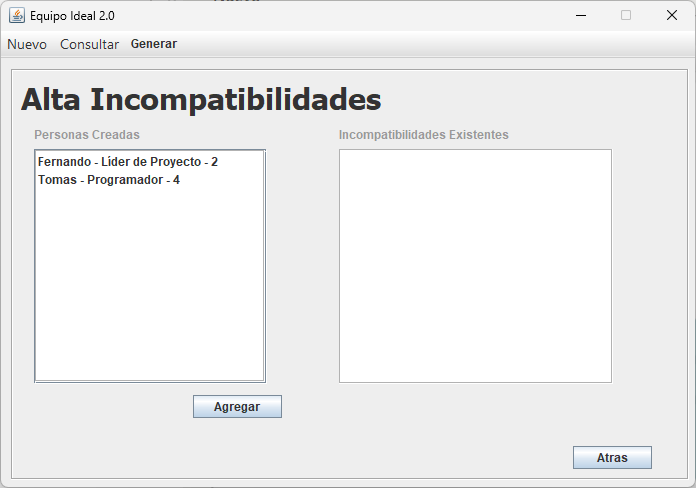 Equipo Ideal 2.0
Nuevo Consultar Generar
Alta Incompatibilidades
Personas Creadas
Incompatibilidades Existentes
Fernando - Lider de Proyecto - 2
Tomas - Programador - 4
Agregar
Atras